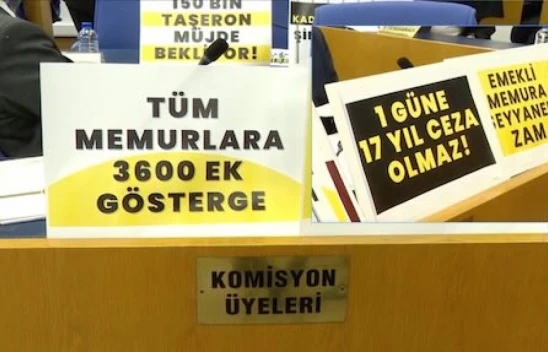 150 BİN
TAŞERON
MÜJDE
BEKLİYOR!
TÜM
MEMURLARA
3600 EK
GÖSTERGE
1 GÜNE
17 YIL CEZA
OLMAZ!
EMEKLİ
MEMURA
SEYYANEN
ZAM
KOMİSYON
ÜYELERİ